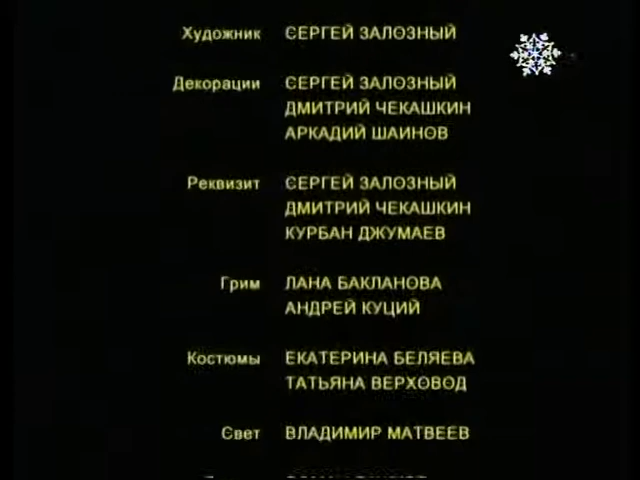 Художник СЕРГЕЙ ЗАЛОЗНЫЙ
Декорации СЕРГЕЙ ЗАЛОЗНЫЙ
ДМИТРИЙ ЧЕКАШКИН
АРКАДИЙ ШАИНОВ
Реквизит СЕРГЕЙ ЗАЛОЗНЫЙ
ДМИТРИЙ ЧЕКАШКИН
КУРБАН ДЖУМАЕВ
Грим ЛАНА БАКЛАНОВА
АНДРЕЙ КУЦИЙ
Костюмы ЕКАТЕРИНА БЕЛЯЕВА
ТАТЬЯНА ВЕРХОВОД
Свет ВЛАДИМИР МАТВЕЕВ